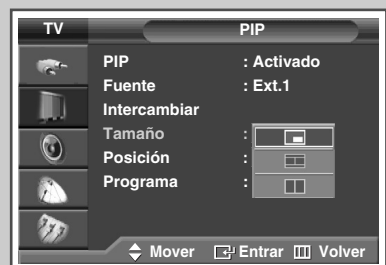 TV PIP
PIP : Activado
Fuente : Ext.1
Intercambiar
Tamaño :
Posición :
Programa :
Mover Entrar Volver